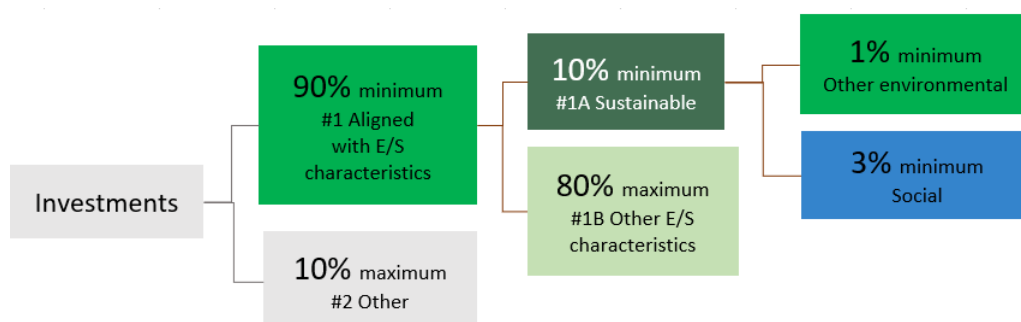 Investments
90% minimum
#1 Aligned
with E/S
characteristics
10% maximum
#2 Other
10% minimum
#1A Sustainable
80% maximum
#1B Other E/S
characteristics
1% minimum
Other environmental
3% minimum
Social